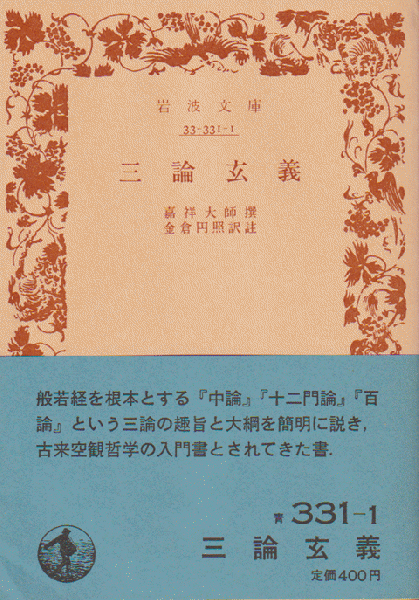 岩波文庫
33-331-1
三論玄義
嘉祥大師撰
金倉円照訳註
般若経を根本とする『中論』『十二門論』『百
論』という三論の趣旨と大綱を簡明に説き,
古来空観哲学の入門書とされてきた書.
331-1
三論玄義
定価400円